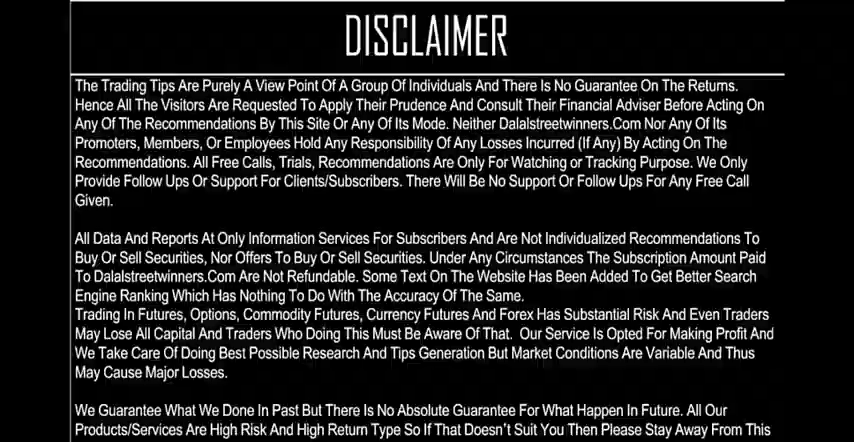 DISCLAIMER
The Trading Tips Are Purely A View Point Of A Group Of Individuals And There Is No Guarantee On The Returns.
Hence All The Visitors Are Requested To Apply Their Prudence And Consult Their Financial Adviser Before Acting On
Any Of The Recommendations By This Site Or Any Of Its Mode. Neither Dalalstreetwinners.Com Nor Any Of Its
Promoters, Members, Or Employees Hold Any Responsibility Of Any Losses Incurred (If Any) By Acting On The
Recommendations. All Free Calls, Trials, Recommendations Are Only For Watching or Tracking Purpose. We Only
Provide Follow Ups Or Support For Clients/Subscribers. There Will Be No Support Or Follow Ups For Any Free Call
Given.
All Data And Reports At Only Information Services For Subscribers And Are Not Individualized Recommendations To
Buy Or Sell Securities, Nor Offers To Buy Or Sell Securities. Under Any Circumstances The Subscription Amount Paid
To Dalalstreetwinners.Com Are Not Refundable. Some Text On The Website Has Been Added To Get Better Search
Engine Ranking Which Has Nothing To Do With The Accuracy Of The Same.
Trading In Futures, Options, Commodity Futures, Currency Futures And Forex Has Substantial Risk And Even Traders
May Lose All Capital And Traders Who Doing This Must Be Aware Of That. Our Service Is Opted For Making Profit And
We Take Care Of Doing Best Possible Research And Tips Generation But Market Conditions Are Variable And Thus
May Cause Major Losses.
We Guarantee What We Done In Past But There Is No Absolute Guarantee For What Happen In Future. All Our
Products/Services Are High Risk And High Return Type So If That Doesn't Suit You Then Please Stay Away From This